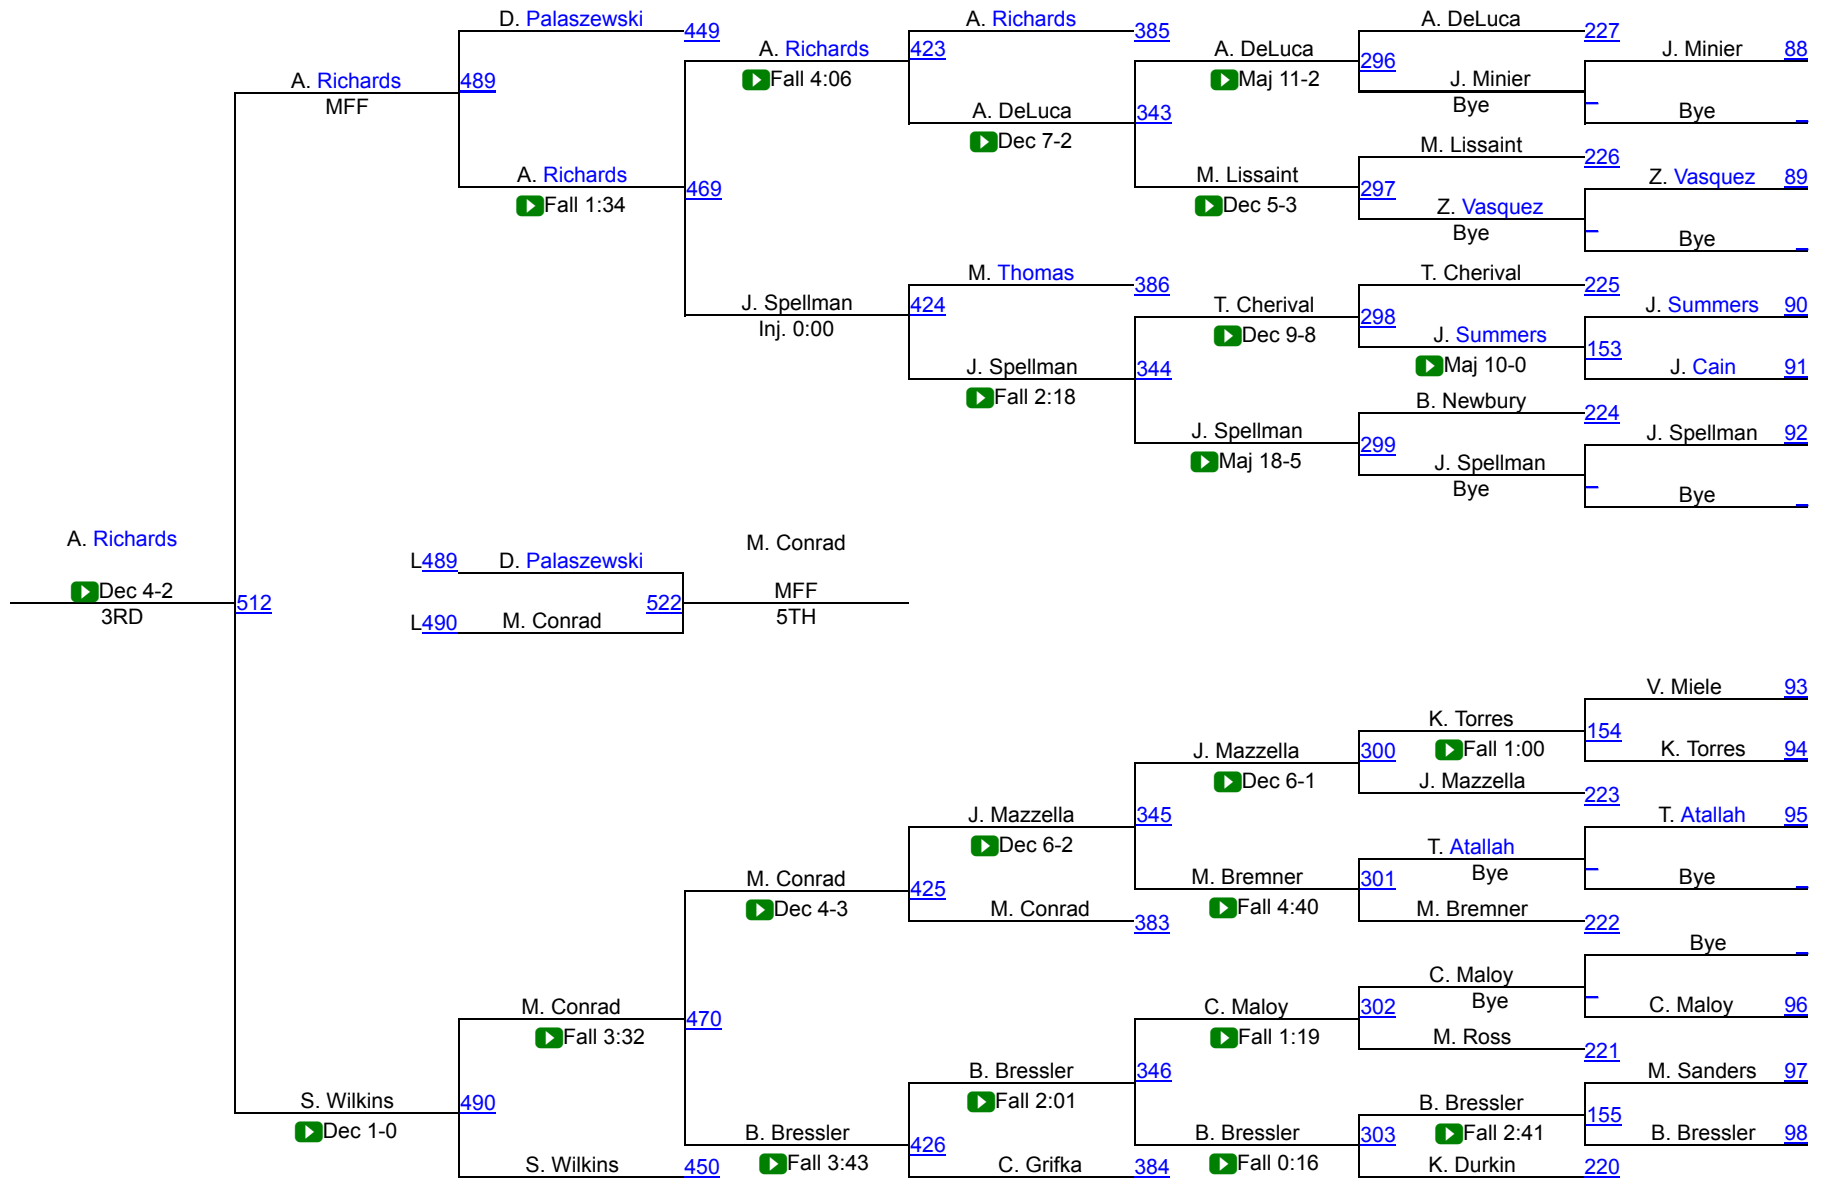 D. Palaszewski
449
A. Richards
385
A. DeLuca
227
A. Richards
423
A. DeLuca
J. Minier
88
Fall 4:06
Maj 11-2
296
A. Richards
489
J. Minier
MFF
Bye
Bye
A. DeLuca
343
Dec 7-2
M. Lissaint
226
A. Richards
469
M. Lissaint
297
Z. Vasquez
89
Fall 1:34
Dec 5-3
Z. Vasquez
Bye
Bye
M. Thomas
386
T. Cherival
225
J. Spellman
424
T. Cherival
298
J. Summers
90
Inj. 0:00
Dec 9-8
J. Summers
153
J. Spellman
344
Maj 10-0
J. Cain
91
Fall 2:18
B. Newbury
224
J. Spellman
299
J. Spellman
92
Maj 18-5
J. Spellman
Bye
Bye
A. Richards
M. Conrad
L489
D. Palaszewski
Dec 4-2
MFF
512
522
3RD
5TH
L490
M. Conrad
V. Miele
93
K. Torres
154
J. Mazzella
300
Fall 1:00
K. Torres
94
Dec 6-1
J. Mazzella
223
J. Mazzella
345
T. Atallah
95
Dec 6-2
T. Atallah
M. Conrad
425
M. Bremner
301
Bye
Bye
Dec 4-3
M. Conrad
383
Fall 4:40
M. Bremner
222
Bye
C. Maloy
M. Conrad
470
C. Maloy
302
Bye
C. Maloy
96
Fall 3:32
Fall 1:19
M. Ross
221
B. Bressler
346
M. Sanders
97
S. Wilkins
490
Fall 2:01
B. Bressler
155
Dec 1-0
B. Bressler
426
B. Bressler
303
Fall 2:41
B. Bressler
98
S. Wilkins
450
Fall 3:43
C. Grifka
384
Fall 0:16
K. Durkin
220